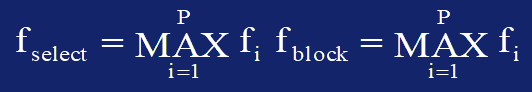 f_select = MAX_{i=1}^{P} f_i f_block = MAX_{i=1}^{P} f_i